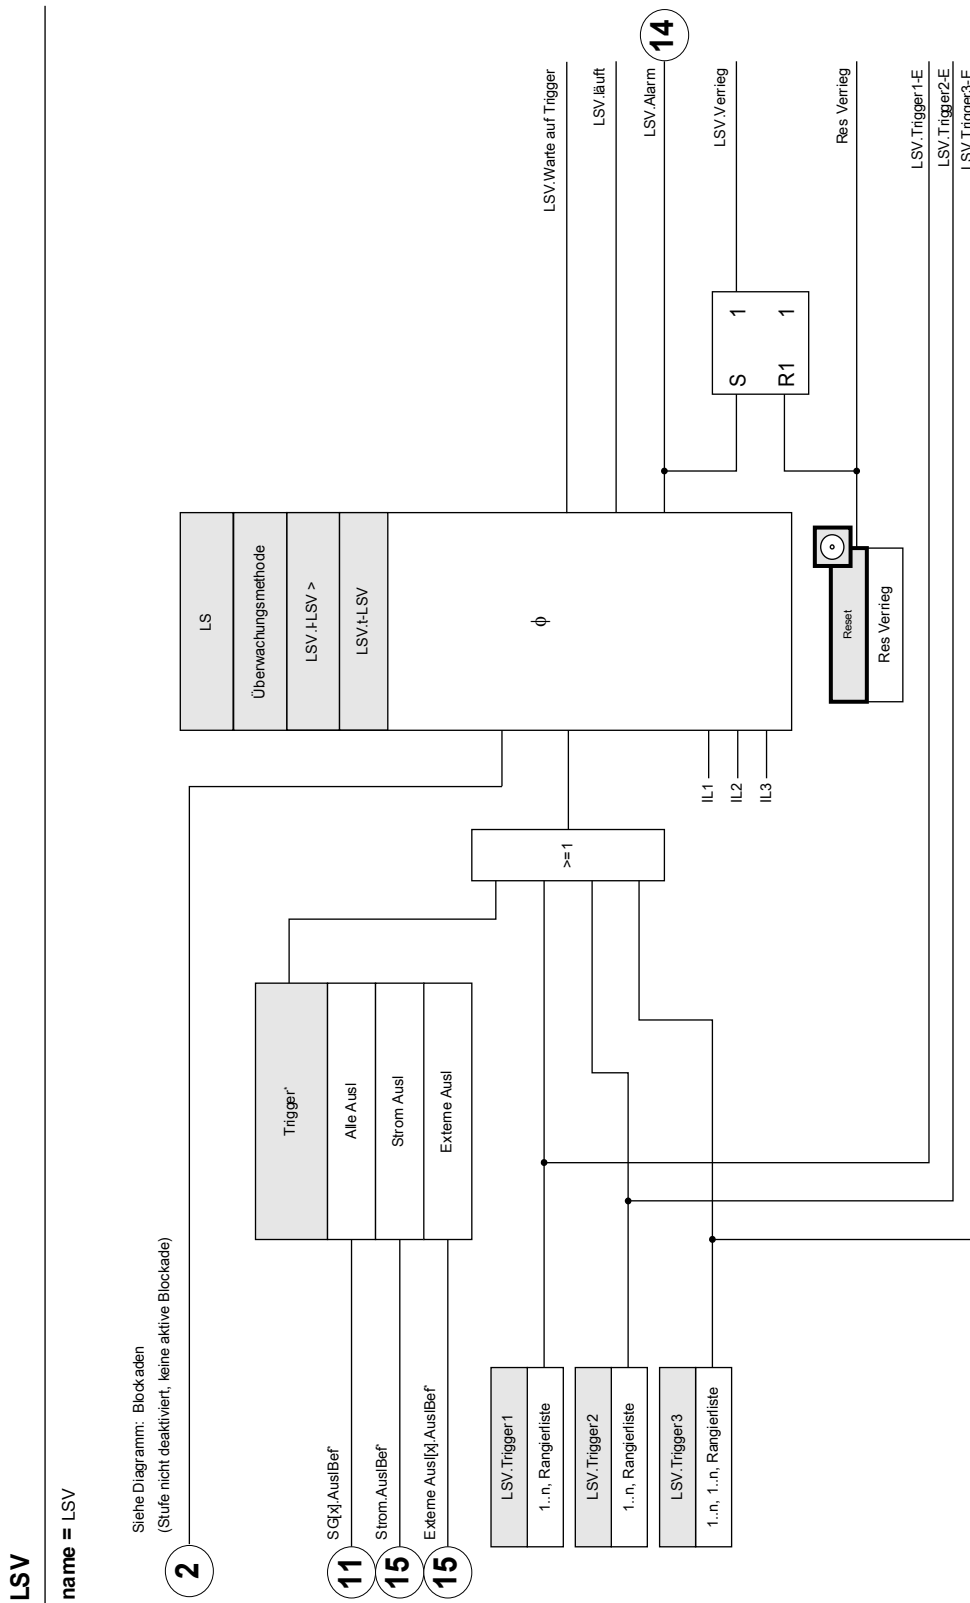 LSV
name = LSV
Siehe Diagramm: Blockaden
(Stufe nicht deaktiviert, keine aktive Blockade)
2
SG[x].AuslBef*
11
Strom.AuslBef*
15
Externe Ausl[x].AuslBef*
15
Trigger*
Alle Ausl
Strom Ausl
Externe Ausl
LSV.Trigger1
1..n, Rangierliste
LSV.Trigger2
1..n, Rangierliste
LSV.Trigger3
1..n, 1..n, Rangierliste
>=1
LS
Überwachungsmethode
LSV.I-LSV >
LSV.t-LSV
φ
IL1
IL2
IL3
Reset
Res Verrieg
S 1
R1 1
LSV.Warte auf Trigger
LSV.läuft
LSV.Alarm
14
LSV.Verrieg
Res Verrieg
LSV.Trigger1-E
LSV.Trigger2-E
LSV.Trigger3-E